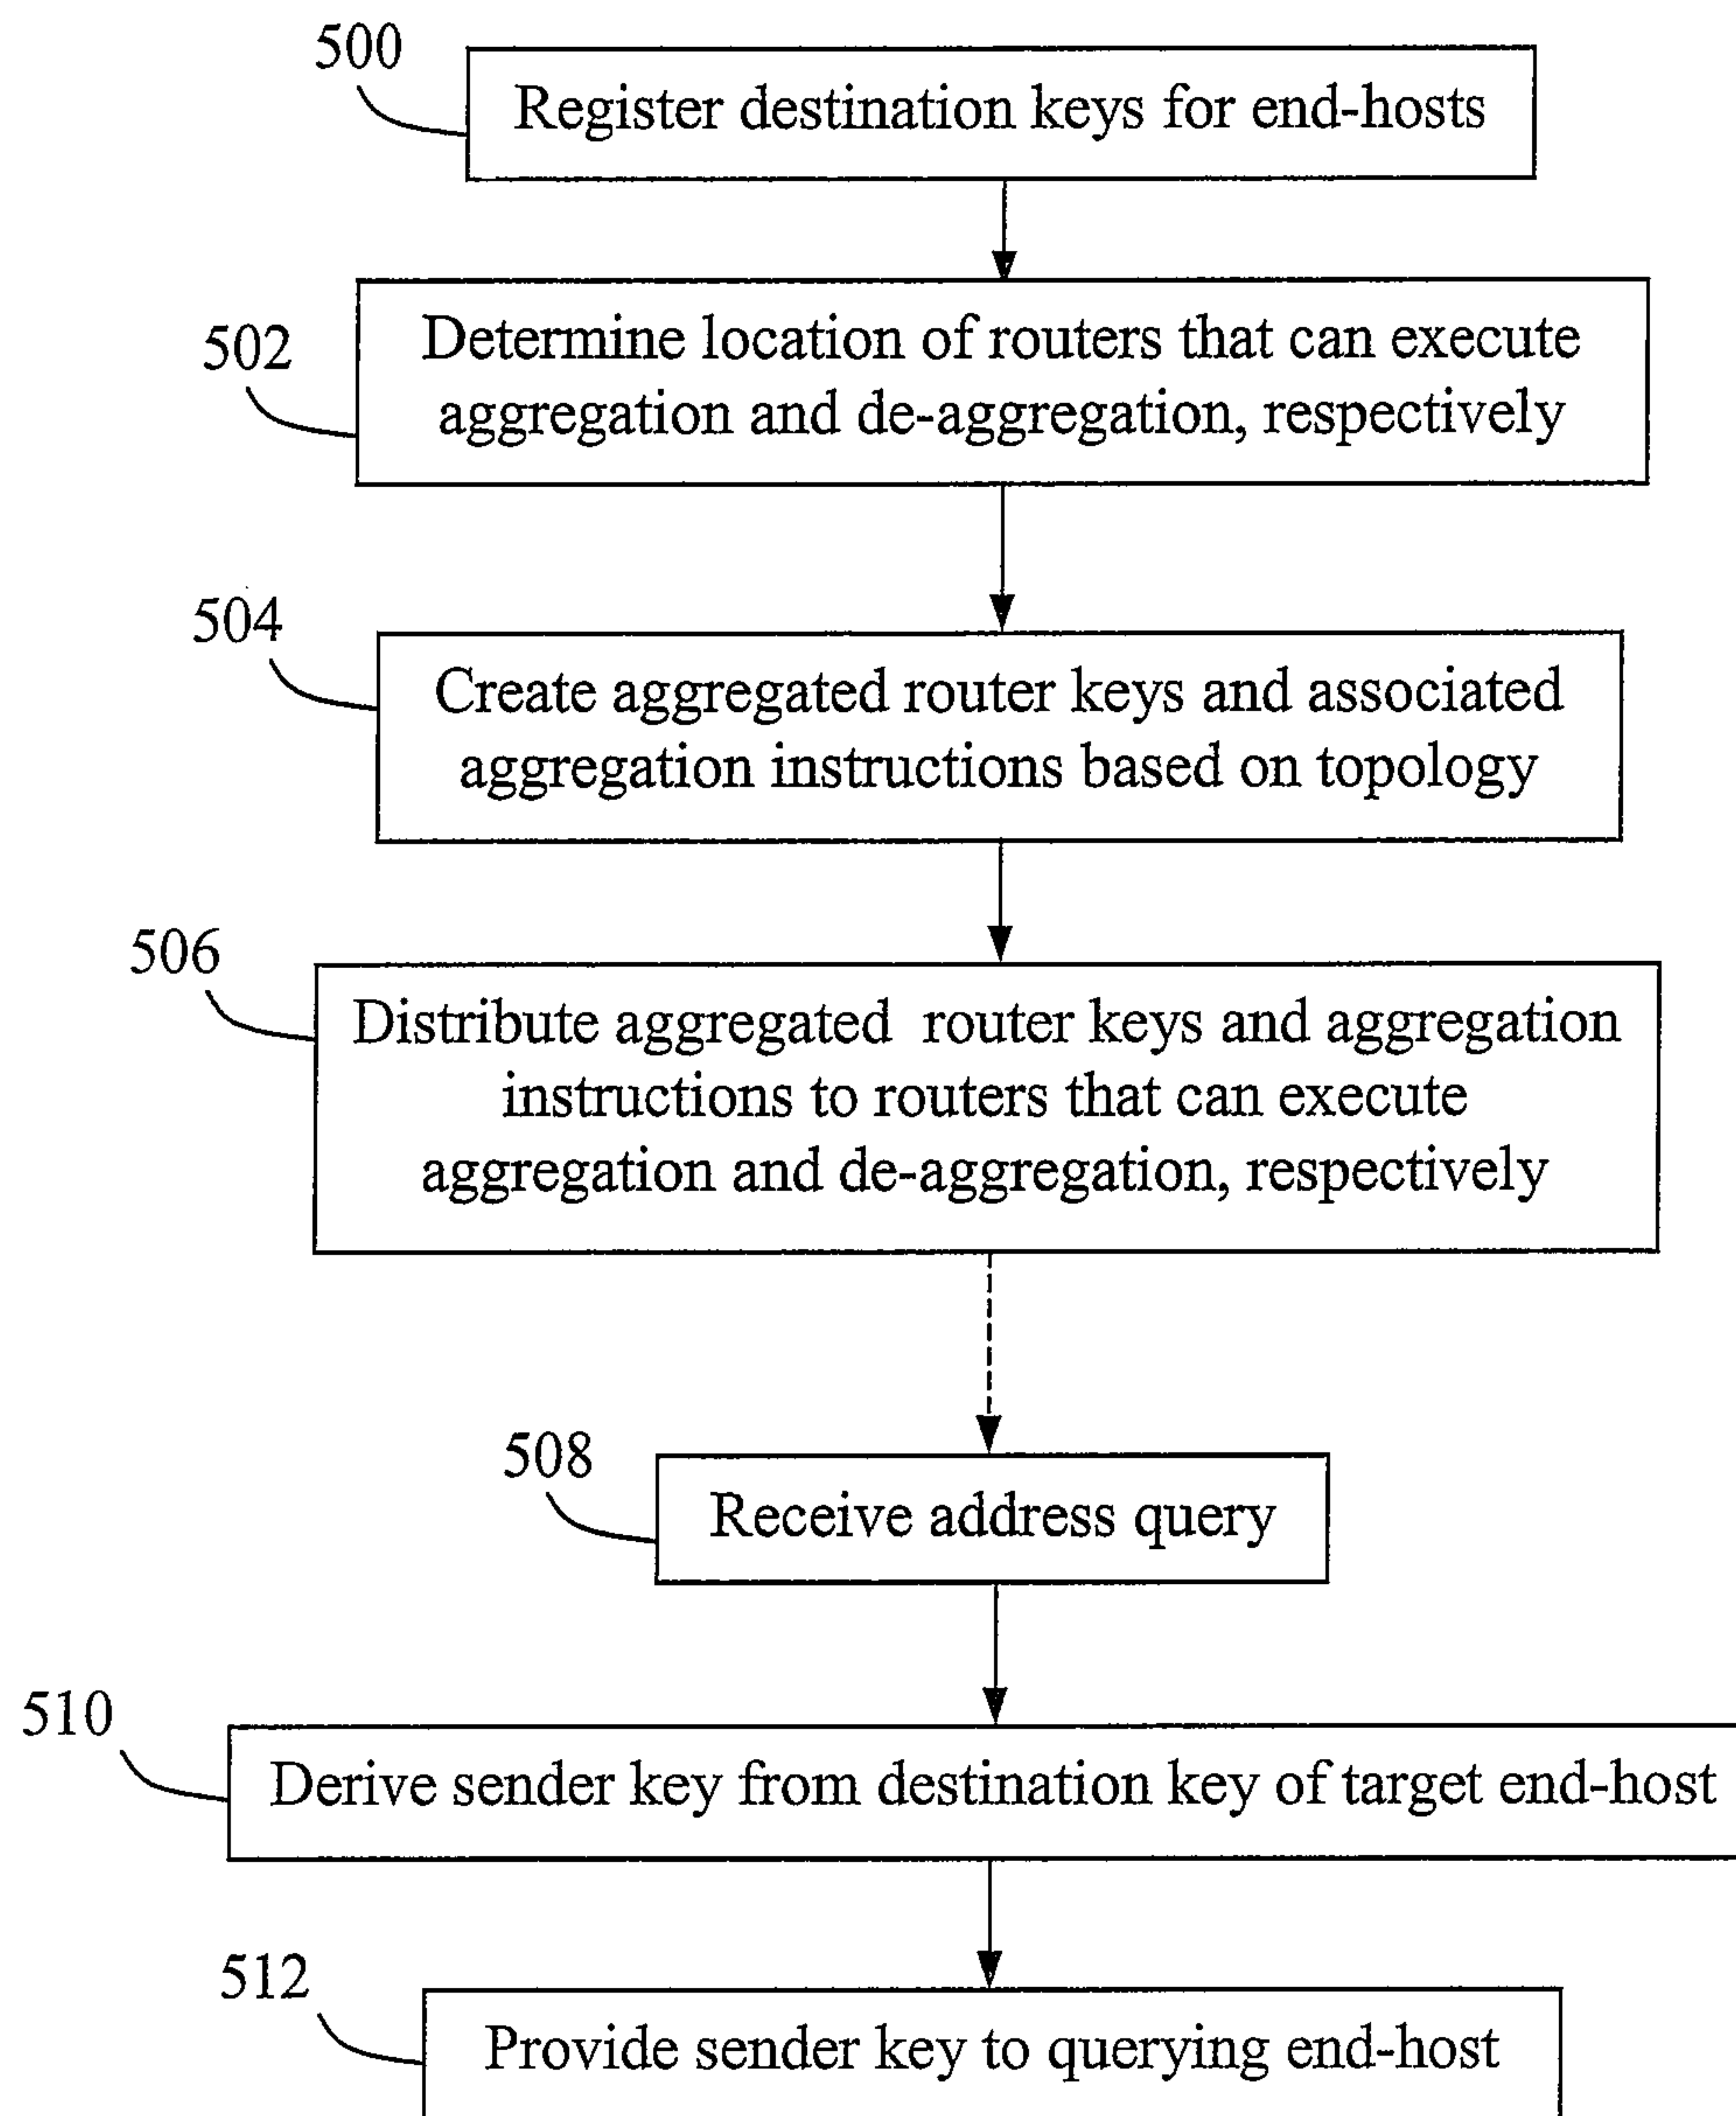 500
Register destination keys for end-hosts
502
Determine location of routers that can execute
aggregation and de-aggregation, respectively
504
Create aggregated router keys and associated
aggregation instructions based on topology
506
Distribute aggregated router keys and aggregation
instructions to routers that can execute
aggregation and de-aggregation, respectively
508
Receive address query
510
Derive sender key from destination key of target end-host
512
Provide sender key to querying end-host